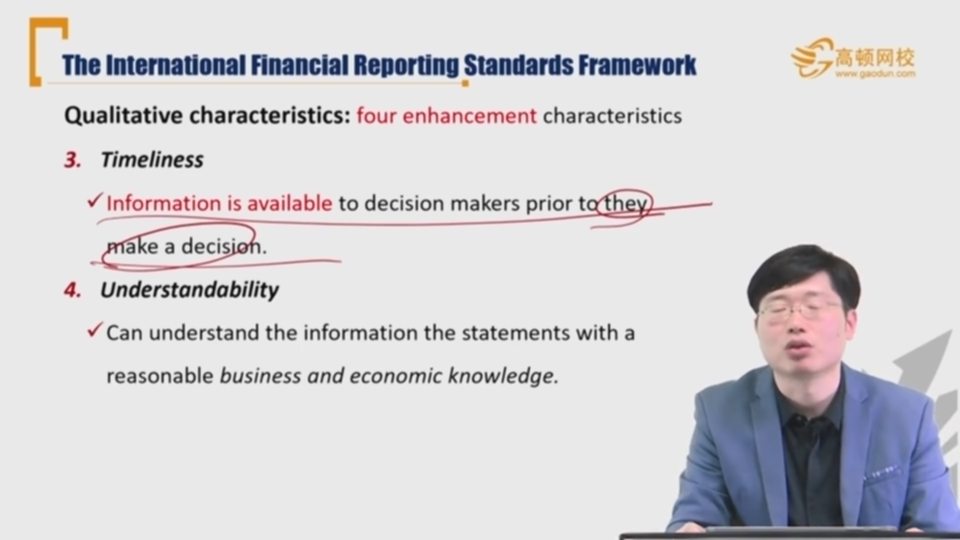 The International Financial Reporting Standards Framework
高顿网校
www.gaodun.com
Qualitative characteristics: four enhancement characteristics
3. Timeliness
✓Information is available to decision makers prior to they
make a decision.
4. Understandability
✓Can understand the information the statements with a
reasonable business and economic knowledge.